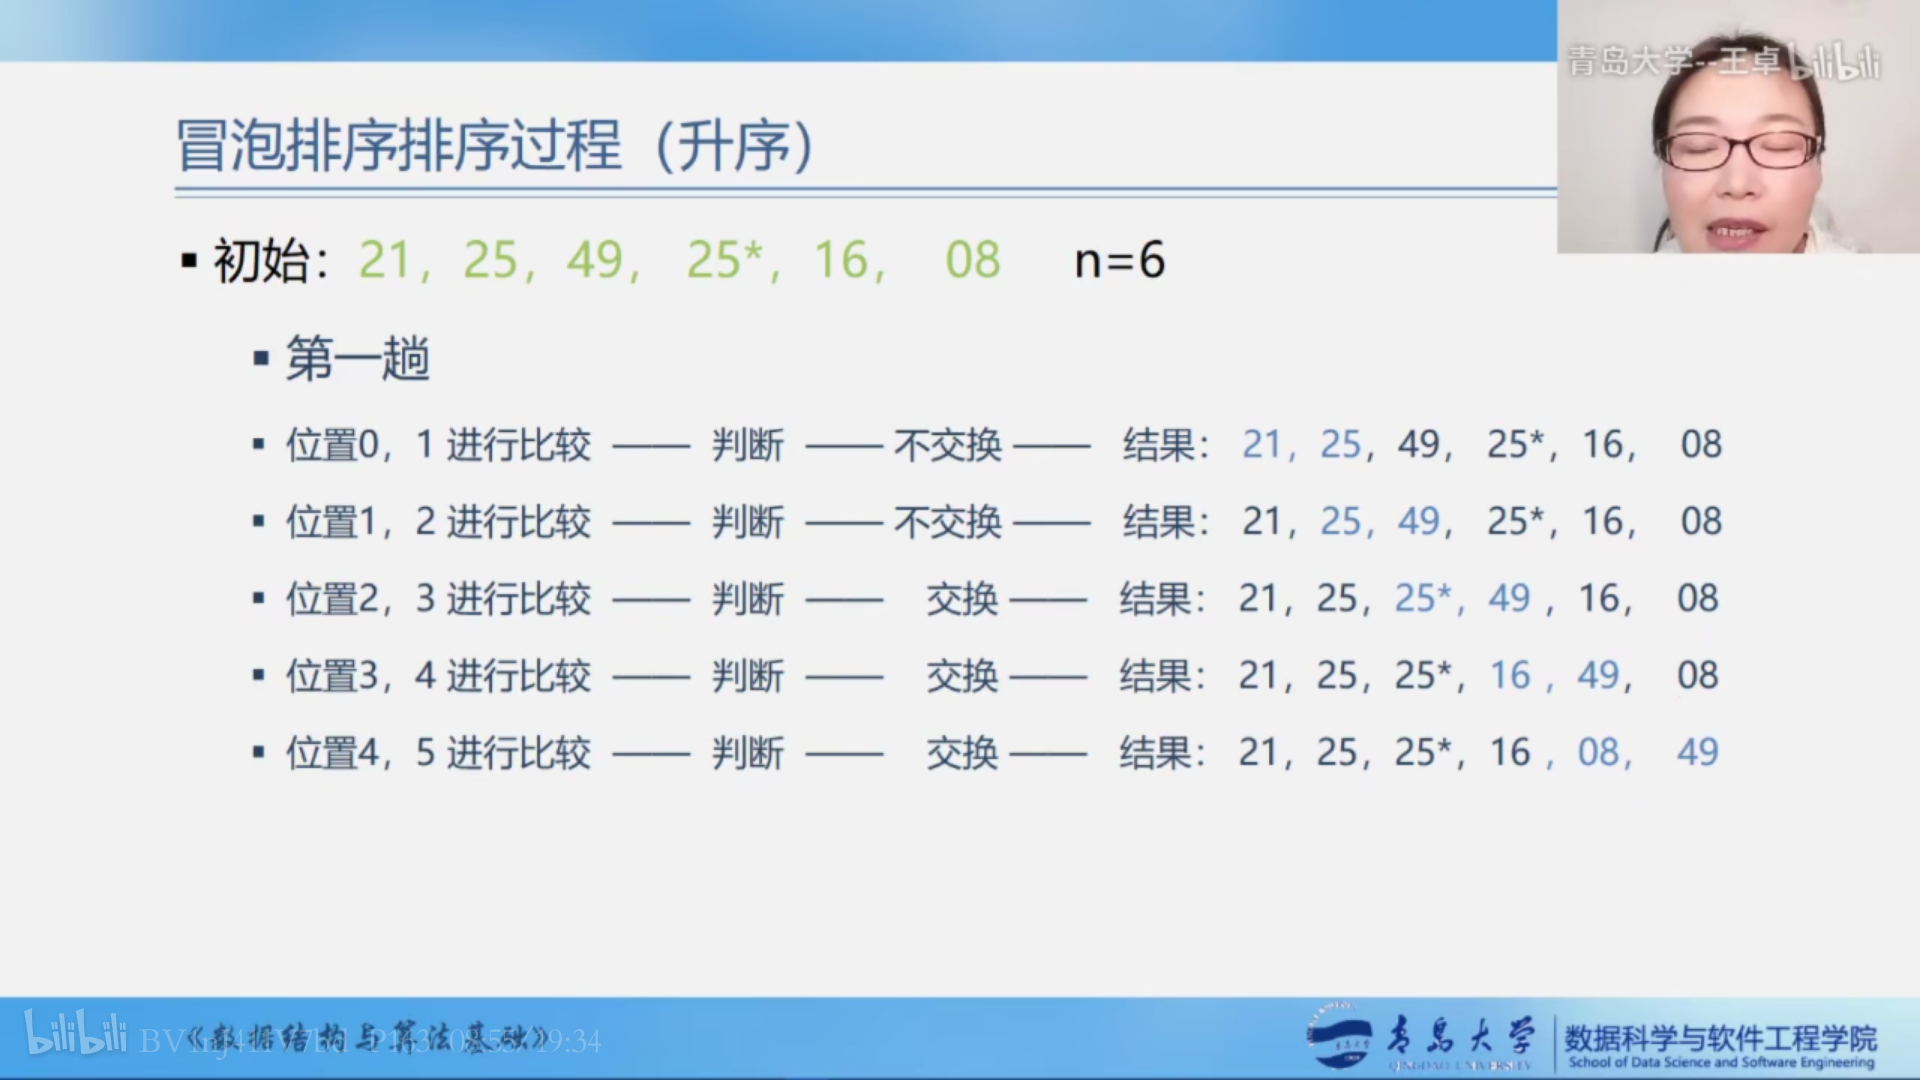 青岛大学--王卓 bilibili
冒泡排序排序过程（升序）
▪ 初始：21，25，49，25*，16，08 n=6
▪ 第一趟
▪ 位置0，1 进行比较 —— 判断 —— 不交换 —— 结果：21，25，49，25*，16，08
▪ 位置1，2 进行比较 —— 判断 —— 不交换 —— 结果：21，25，49，25*，16，08
▪ 位置2，3 进行比较 —— 判断 —— 交换 —— 结果：21，25，25*，49，16，08
▪ 位置3，4 进行比较 —— 判断 —— 交换 —— 结果：21，25，25*，16，49，08
▪ 位置4，5 进行比较 —— 判断 —— 交换 —— 结果：21，25，25*，16，08，49
bilibili
《数据结构与算法基础》
青岛大学
QINGDAO UNIVERSITY
数据科学与软件工程学院
School of Data Science and Software Engineering